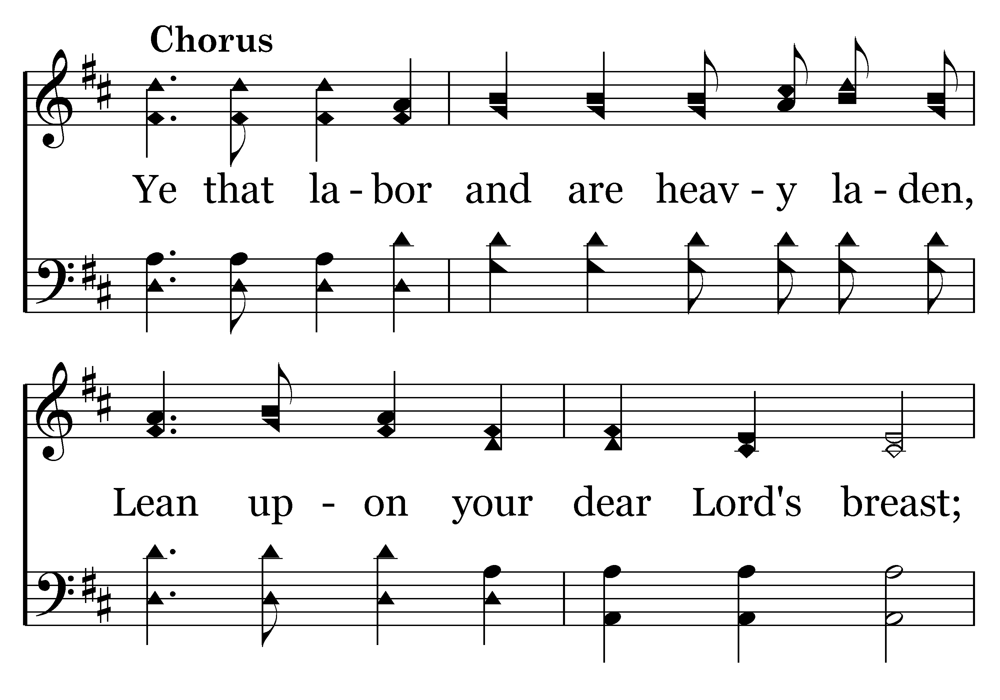 Chorus
Ye that la - bor and are heav - y la - den,
Lean up - on your dear Lord's breast;